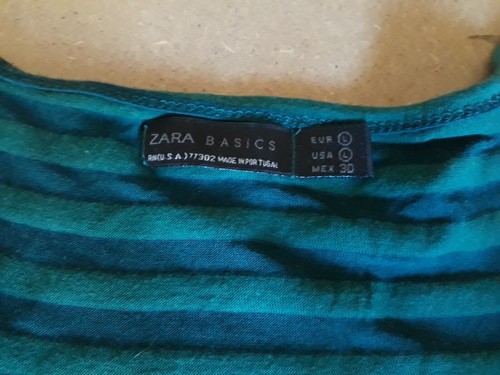 ZARA BASICS
RN(U.S.A)77302 MADE IN PORTUGAL
EUR L
USA L
MEX 30